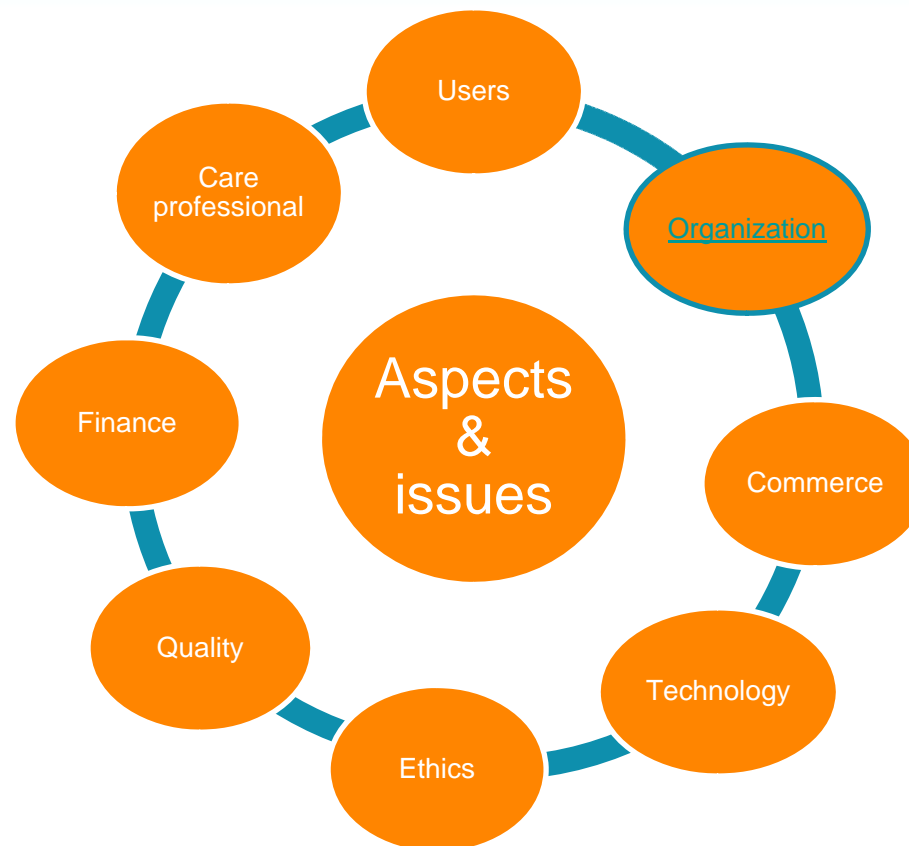 Users
Care
professional
Organization
Aspects
&
issues
Finance
Commerce
Quality
Technology
Ethics